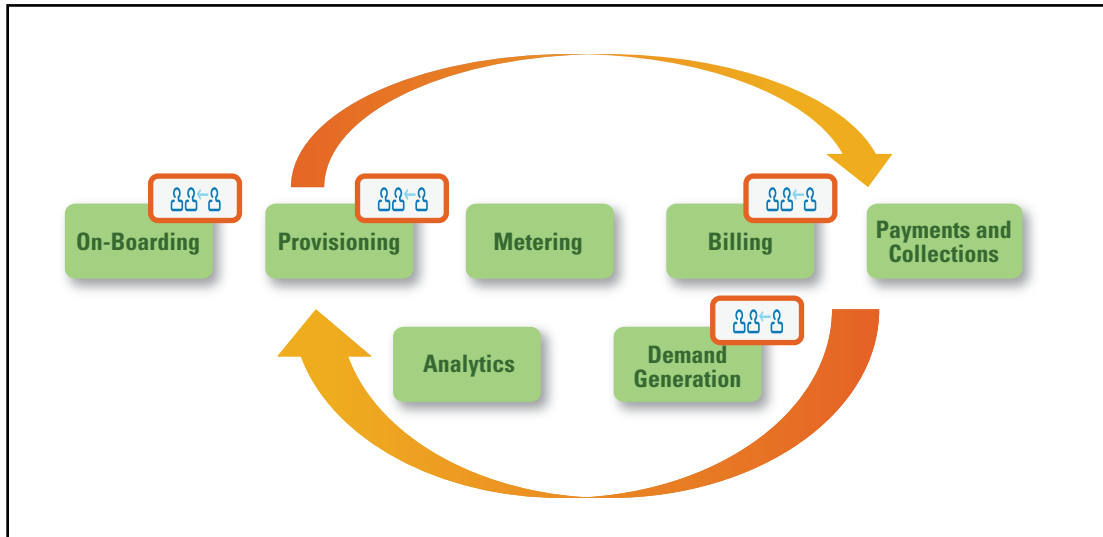 On-Boarding
Provisioning
Metering
Billing
Payments and
Collections
Analytics
Demand
Generation